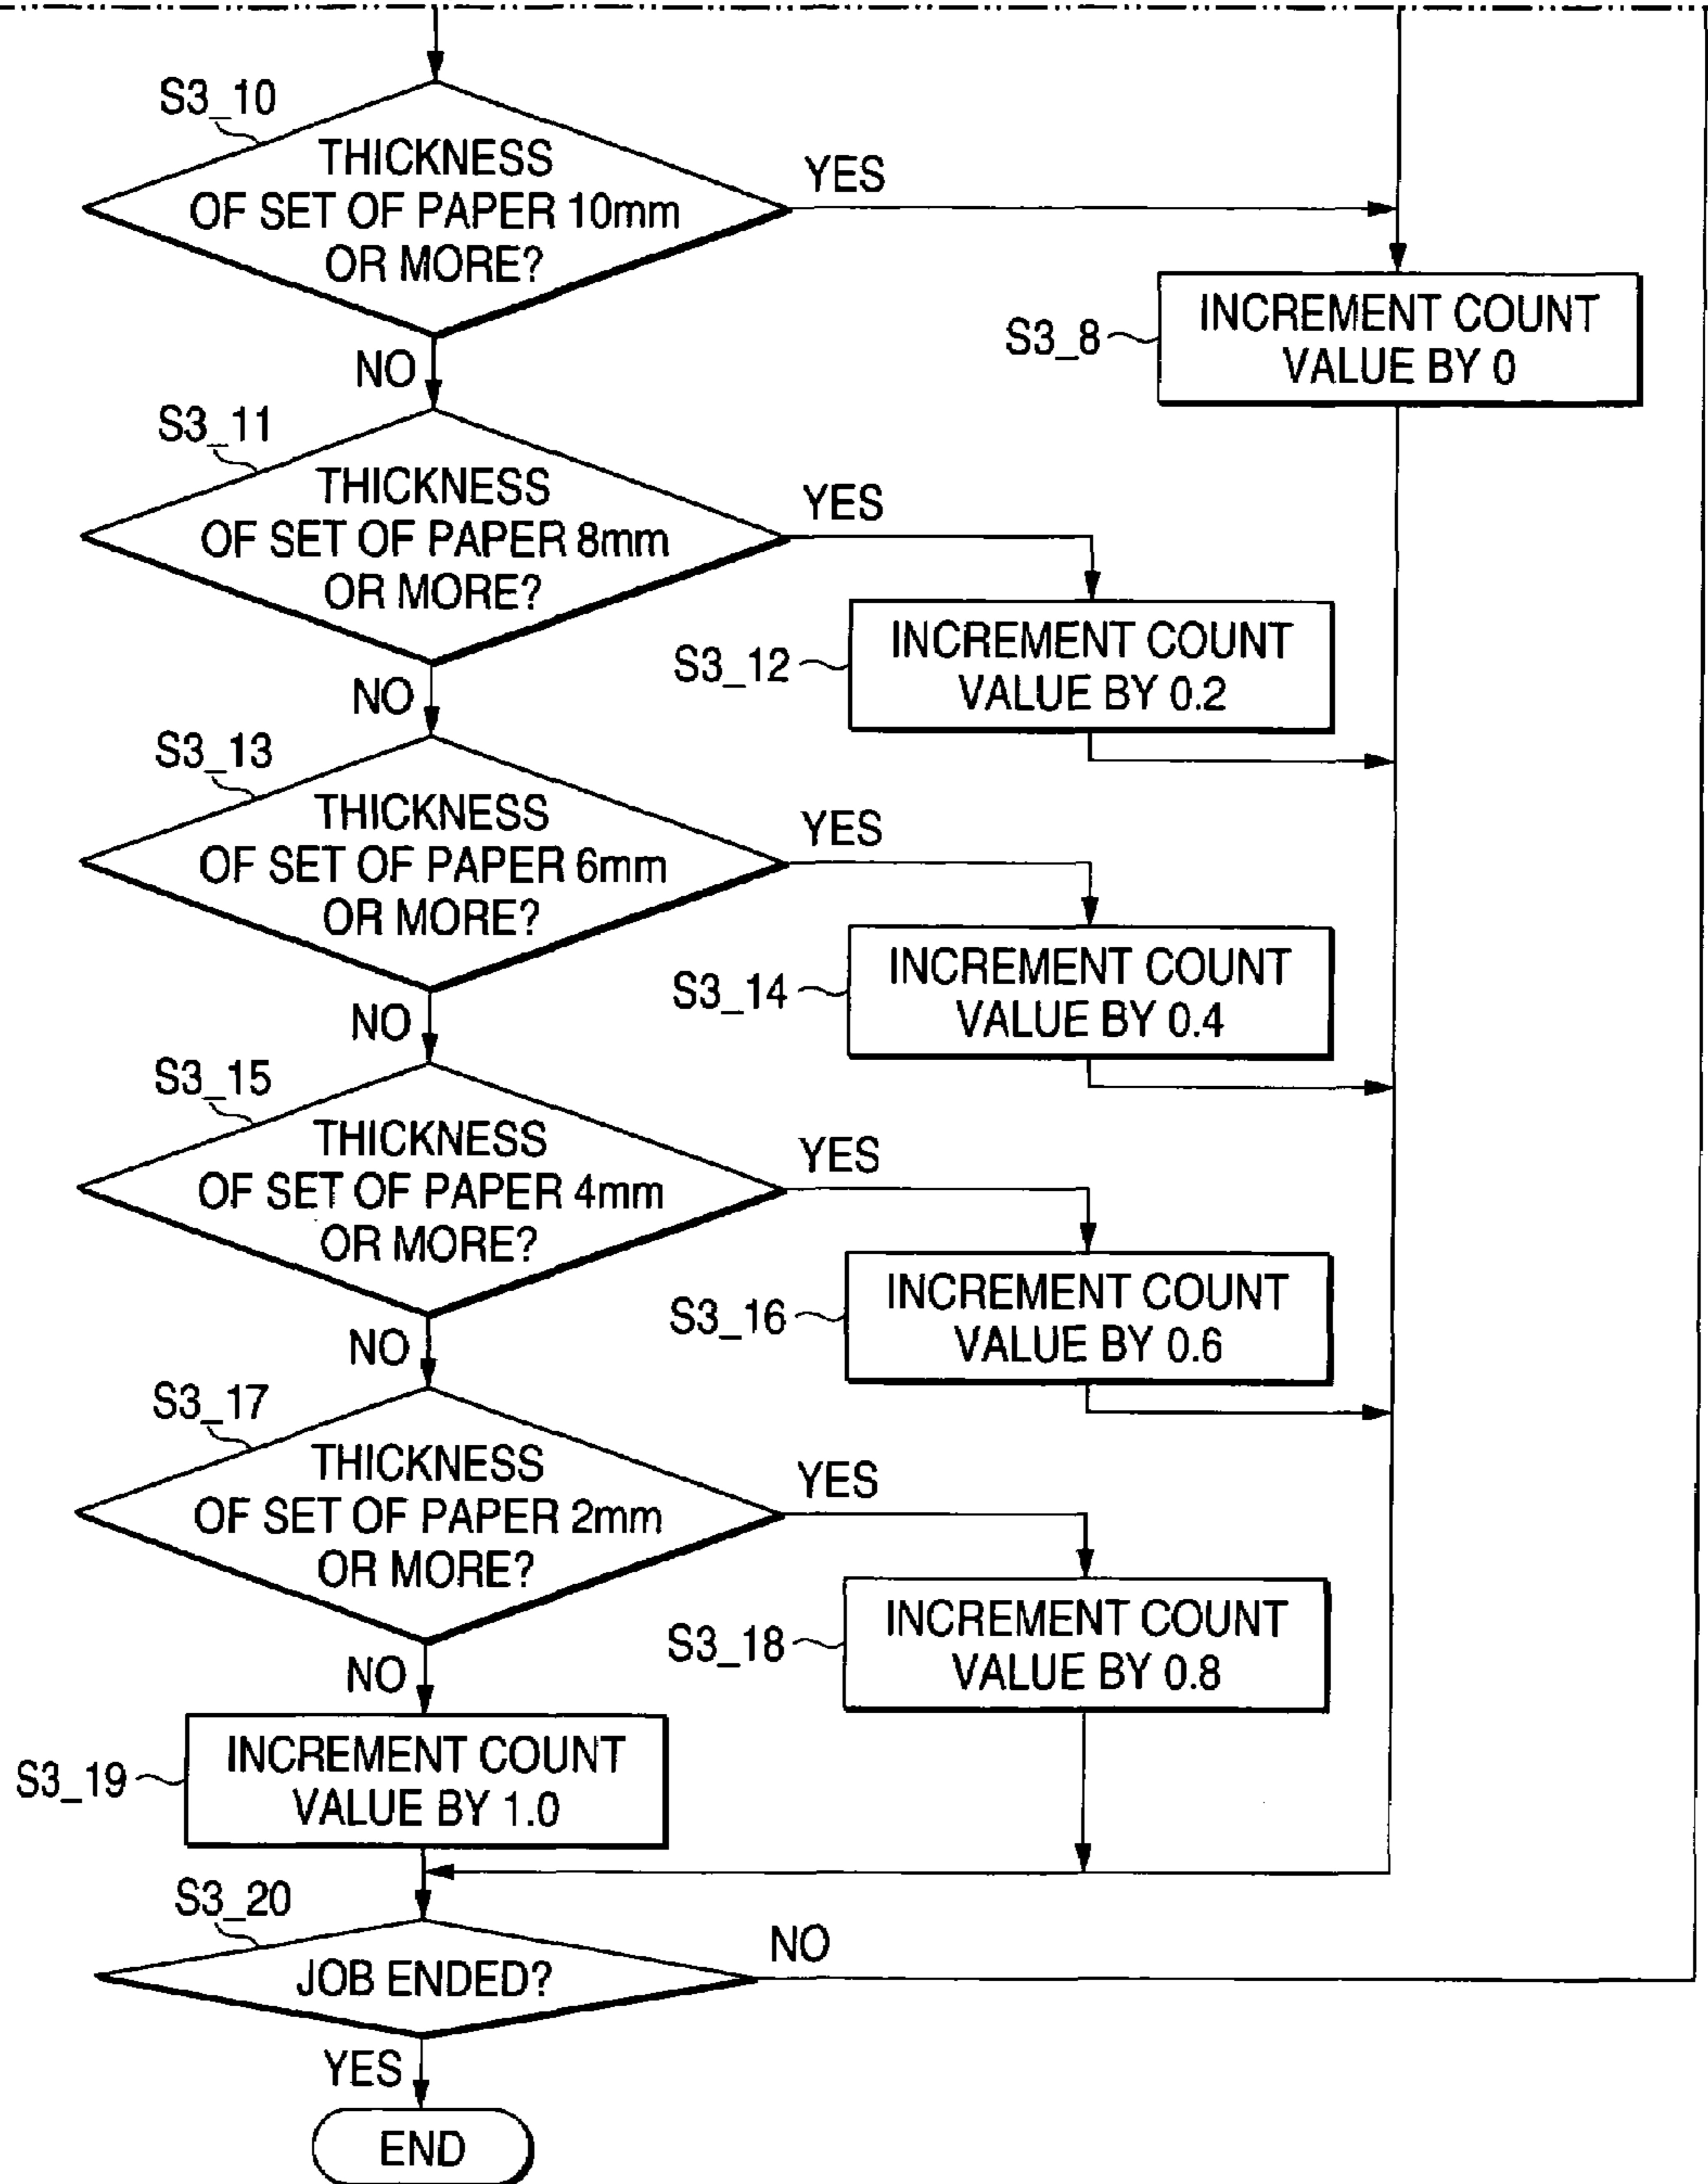 S3_10
THICKNESS
OF SET OF PAPER 10mm
OR MORE?
YES
NO
S3_8
INCREMENT COUNT
VALUE BY 0
S3_11
THICKNESS
OF SET OF PAPER 8mm
OR MORE?
YES
NO
S3_12
INCREMENT COUNT
VALUE BY 0.2
S3_13
THICKNESS
OF SET OF PAPER 6mm
OR MORE?
YES
NO
S3_14
INCREMENT COUNT
VALUE BY 0.4
S3_15
THICKNESS
OF SET OF PAPER 4mm
OR MORE?
YES
NO
S3_16
INCREMENT COUNT
VALUE BY 0.6
S3_17
THICKNESS
OF SET OF PAPER 2mm
OR MORE?
YES
NO
S3_18
INCREMENT COUNT
VALUE BY 0.8
S3_19
INCREMENT COUNT
VALUE BY 1.0
S3_20
JOB ENDED?
NO
YES
END